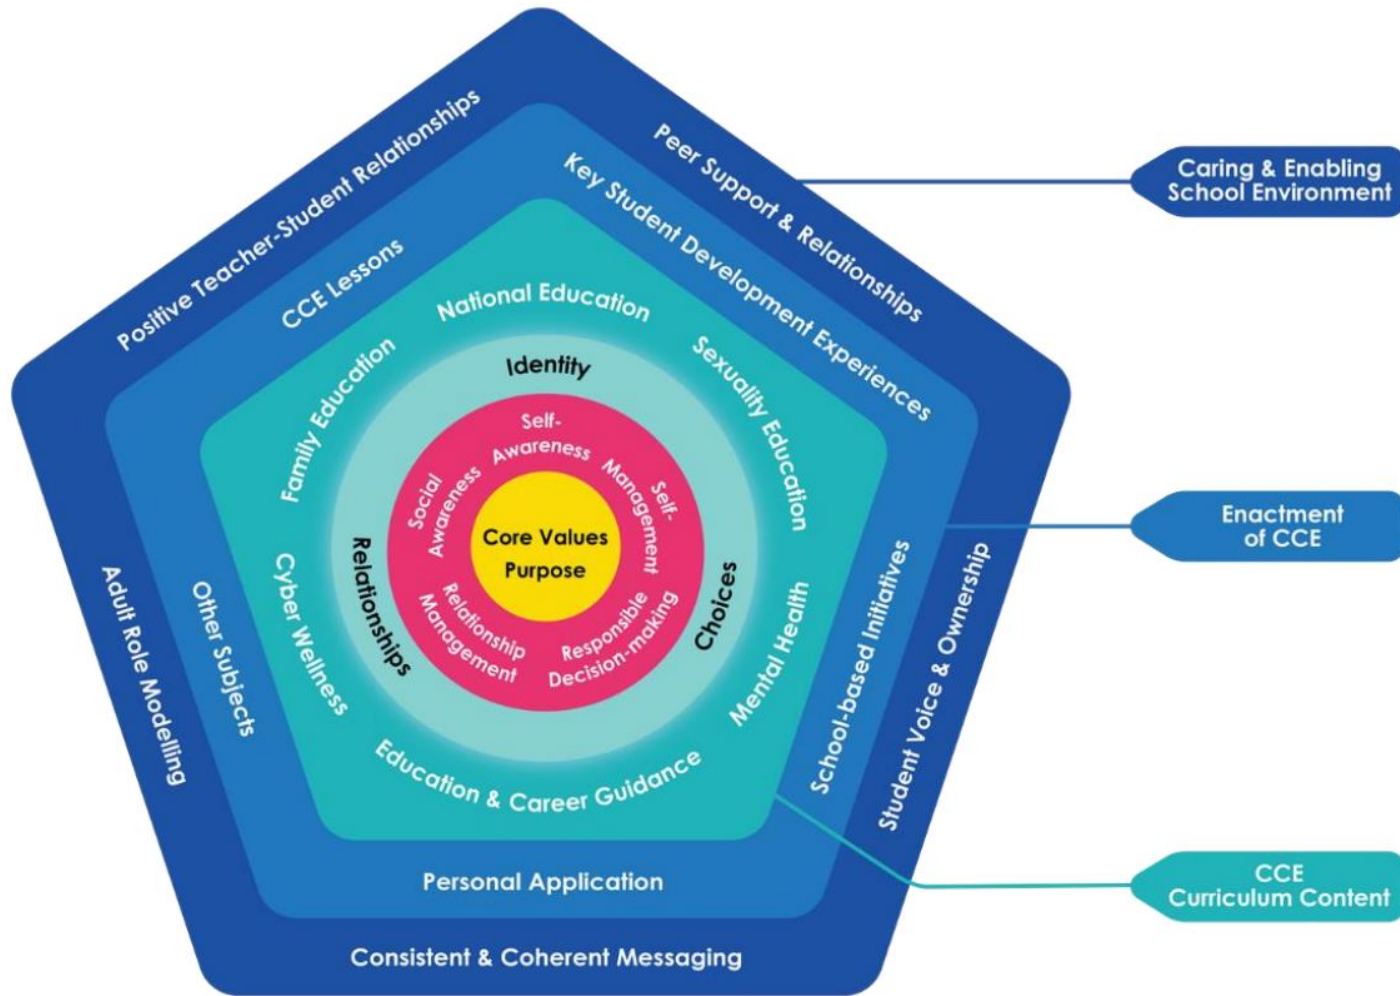 Positive Teacher-Student Relationships
Peer Support & Relationships
Student Voice & Ownership
Consistent & Coherent Messaging
Adult Role Modelling
CCE Lessons
Key Student Development Experiences
School-based Initiatives
Personal Application
Other Subjects
National Education
Sexuality Education
Mental Health
Education & Career Guidance
Cyber Wellness
Family Education
Identity
Choices
Relationships
Self-
Awareness
Self-
Management
Responsible
Decision-making
Relationship
Management
Social
Awareness
Core Values
Purpose
Caring & Enabling
School Environment
Enactment
of CCE
CCE
Curriculum Content